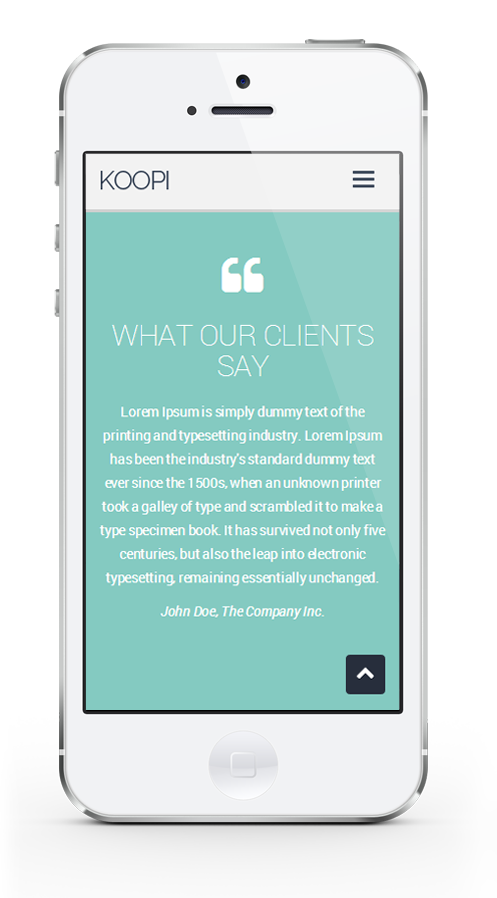 KOOPI
WHAT OUR CLIENTS
SAY
Lorem Ipsum is simply dummy text of the
printing and typesetting industry. Lorem Ipsum
has been the industry's standard dummy text
ever since the 1500s, when an unknown printer
took a galley of type and scrambled it to make a
type specimen book. It has survived not only five
centuries, but also the leap into electronic
typesetting, remaining essentially unchanged.
John Doe, The Company Inc.